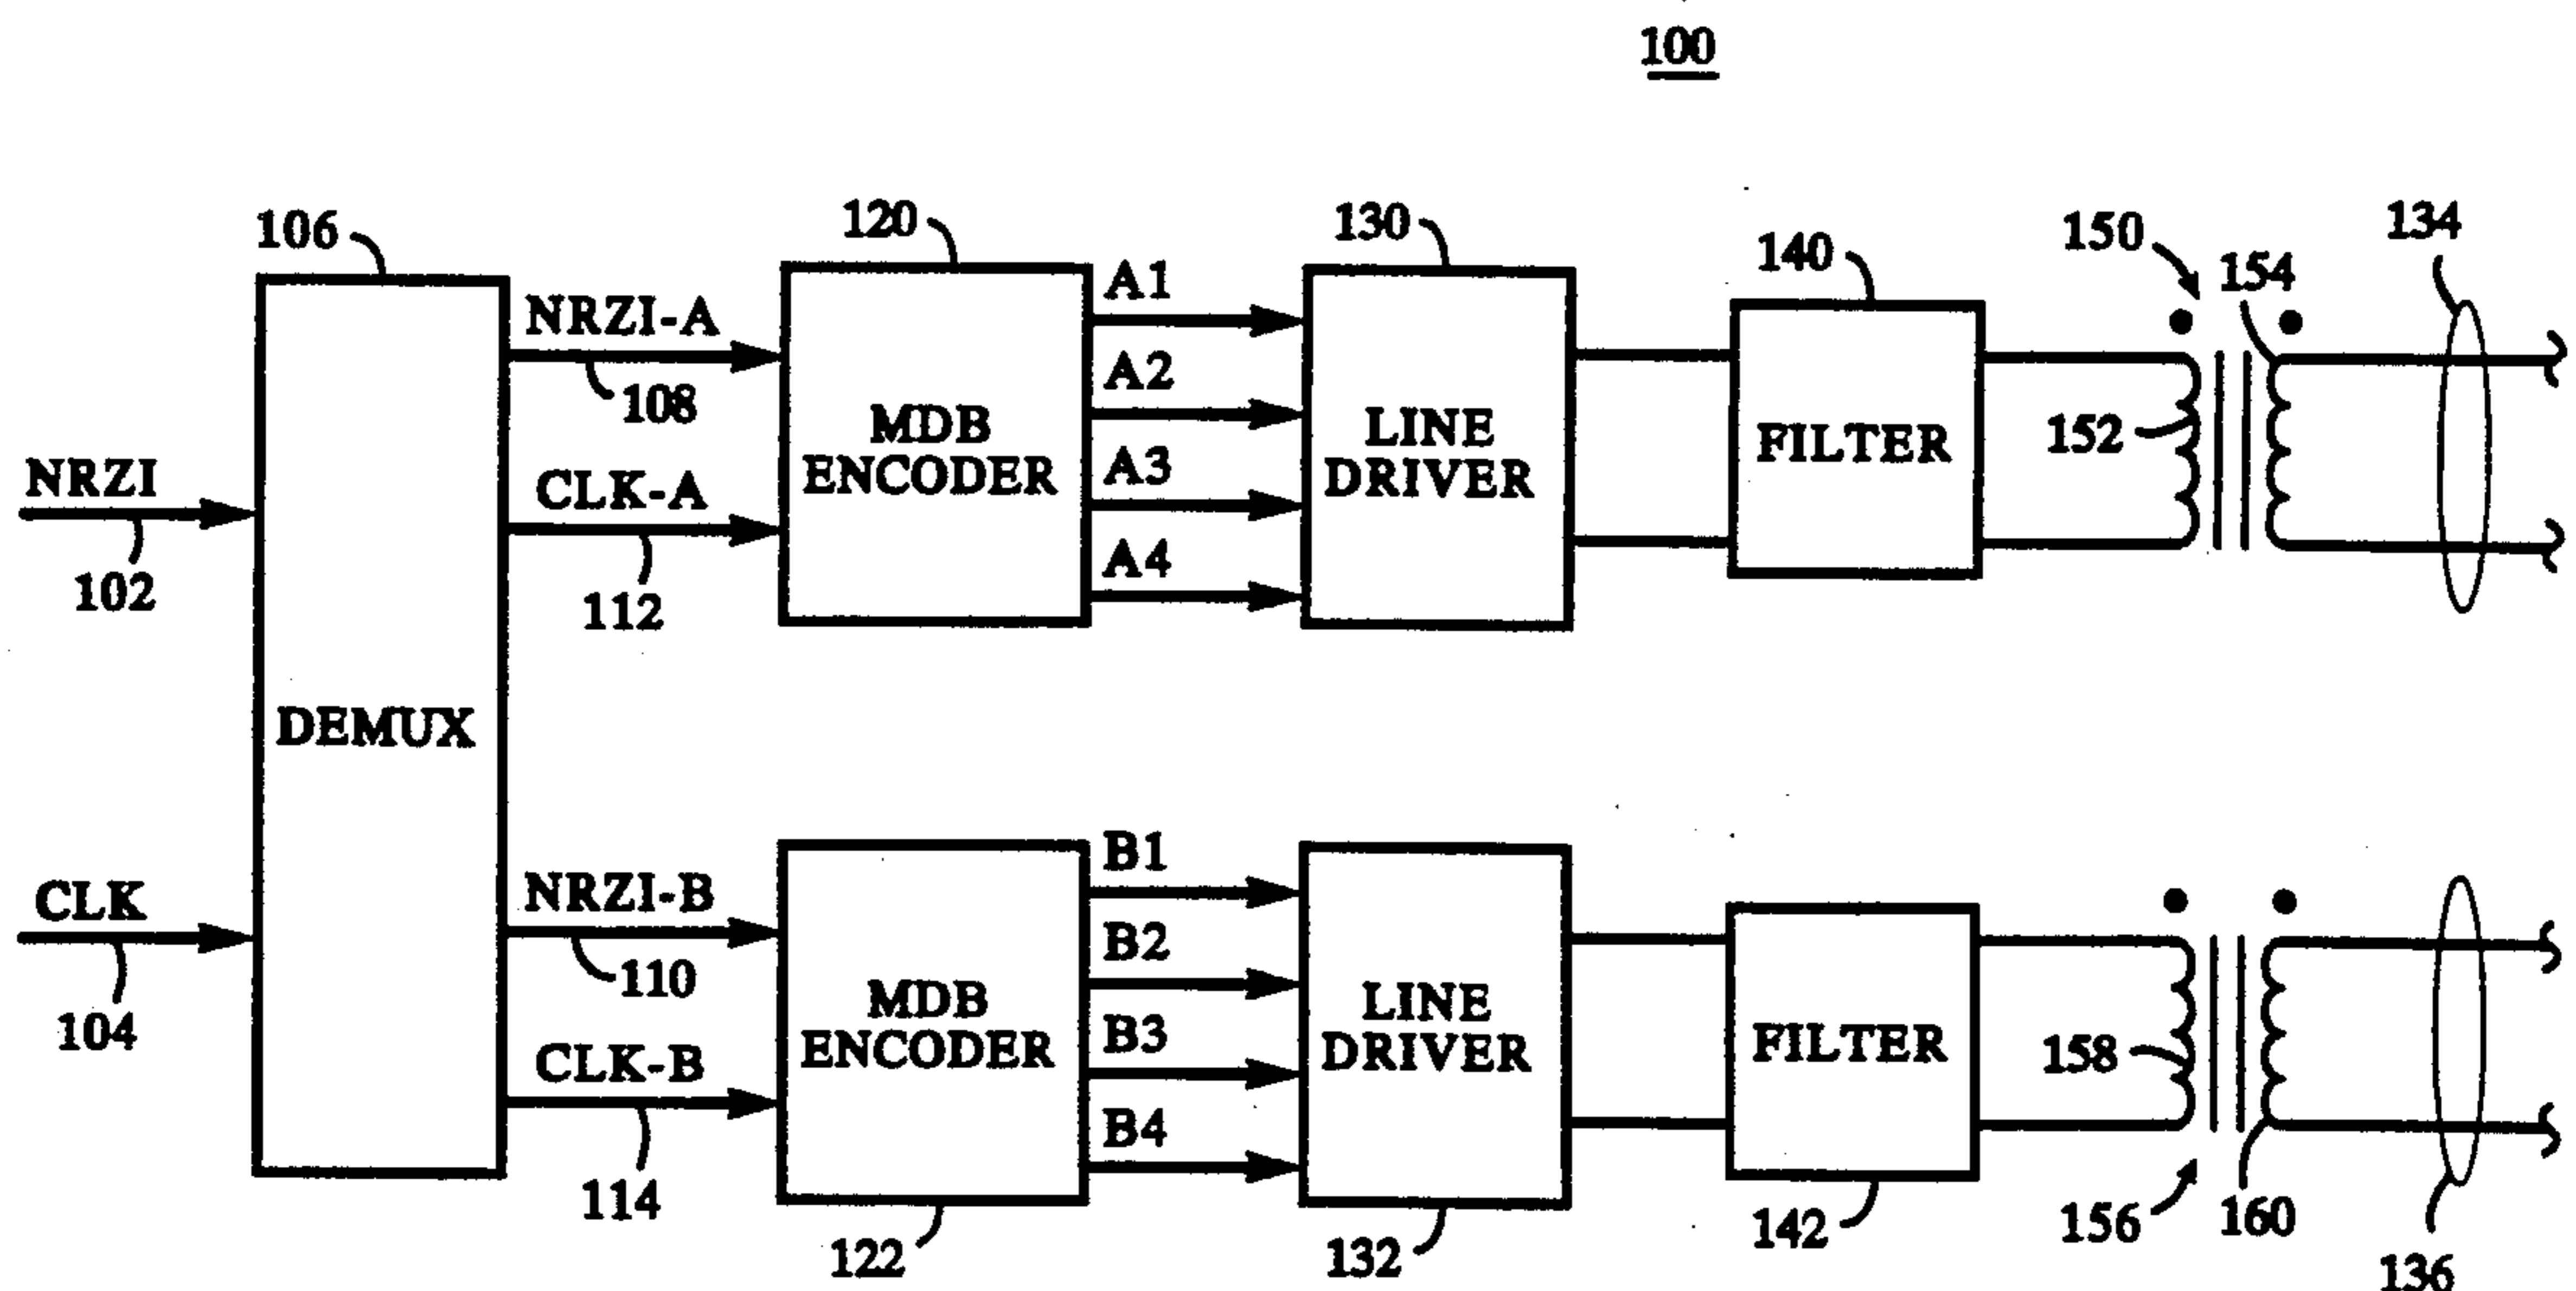 100
106
120
130
140
150
154
134
NRZI-A
108
A1
A2
A3
A4
MDB
ENCODER
LINE
DRIVER
FILTER
152
NRZI
102
CLK-A
112
DEMUX
CLK
104
NRZI-B
110
CLK-B
114
MDB
ENCODER
122
B1
B2
B3
B4
LINE
DRIVER
132
FILTER
142
158
156
160
136